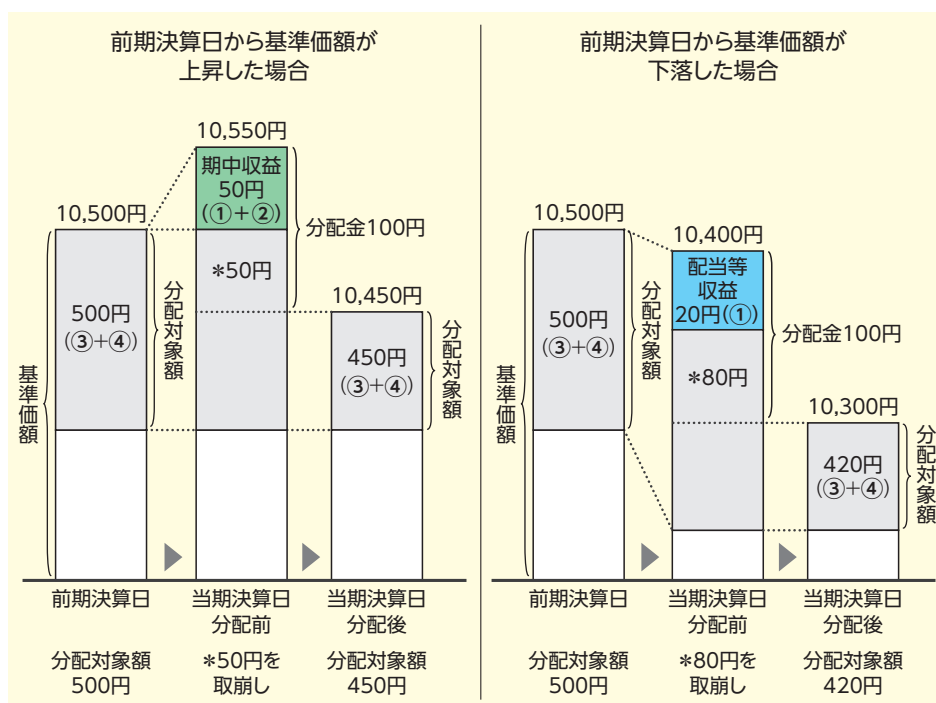 前期決算日から基準価額が
上昇した場合
10,550円
期中収益
50円
(①+②)
10,500円
分配金100円
*50円
10,450円
500円
(③+④)
分配対象額
450円
(③+④)
分配対象額
基準価額
前期決算日
当期決算日
分配前
当期決算日
分配後
分配対象額
500円
*50円を
取崩し
分配対象額
450円
前期決算日から基準価額が
下落した場合
10,500円
10,400円
配当等
収益
20円(①)
500円
(③+④)
分配対象額
分配金100円
*80円
10,300円
420円
(③+④)
分配対象額
基準価額
前期決算日
当期決算日
分配前
当期決算日
分配後
分配対象額
500円
*80円を
取崩し
分配対象額
420円